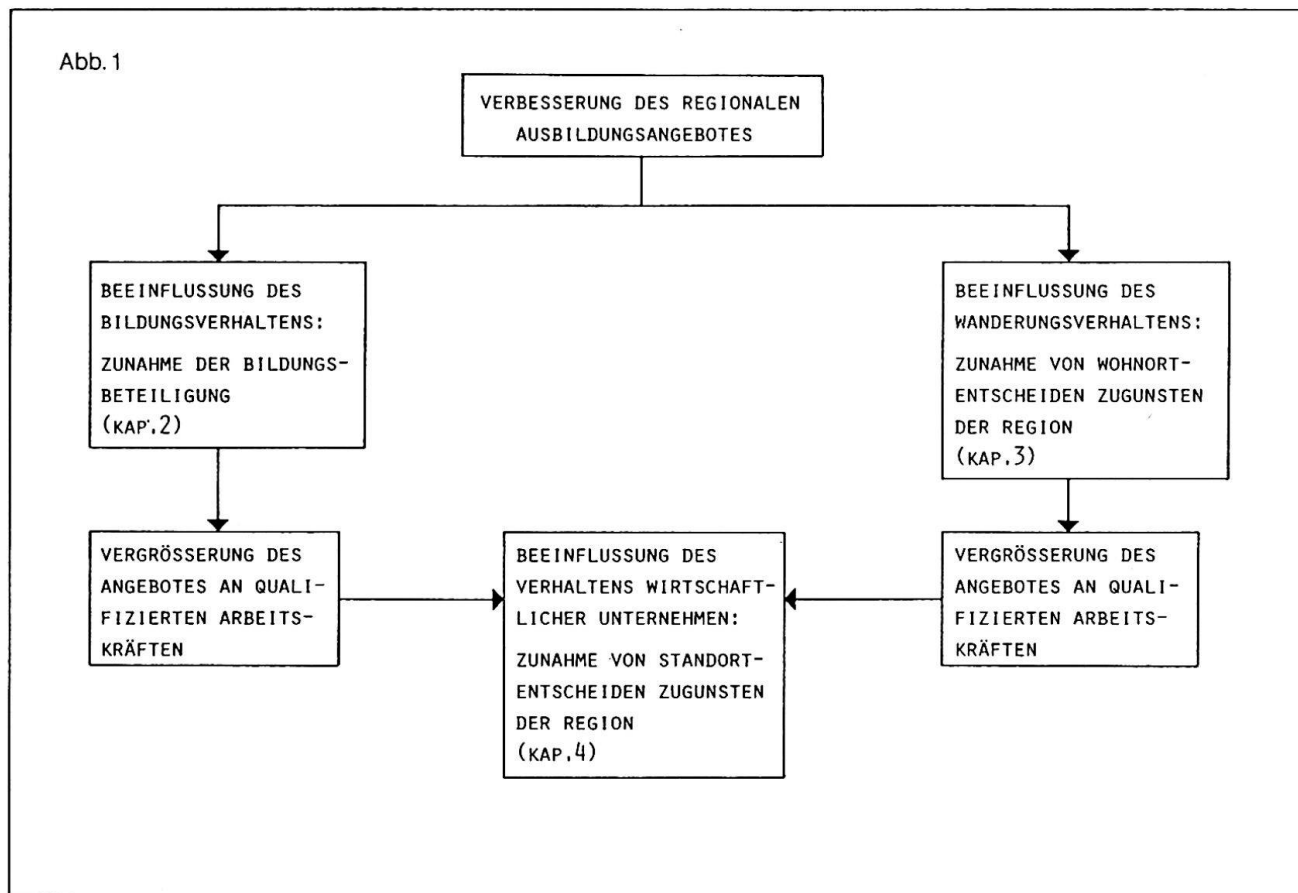 Abb. 1
VERBESSERUNG DES REGIONALEN
AUSBILDUNGSANGEBOTES
BEEINFLUSSUNG DES
BILDUNGSVERHALTENS:
ZUNAHME DER BILDUNGS-
BETEILIGUNG
(KAP.2)
BEEINFLUSSUNG DES
WANDERUNGSVERHALTENS:
ZUNAHME VON WOHNORT-
ENTSCHEIDEN ZUGUNSTEN
DER REGION
(KAP.3)
VERGRÖSSERUNG DES
ANGEBOTES AN QUALI-
FIZIERTEN ARBEITS-
KRÄFTEN
BEEINFLUSSUNG DES
VERHALTENS WIRTSCHAFT-
LICHER UNTERNEHMEN:
ZUNAHME VON STANDORT-
ENTSCHEIDEN ZUGUNSTEN
DER REGION
(KAP.4)
VERGRÖSSERUNG DES
ANGEBOTES AN QUALI-
FIZIERTEN ARBEITS-
KRÄFTEN